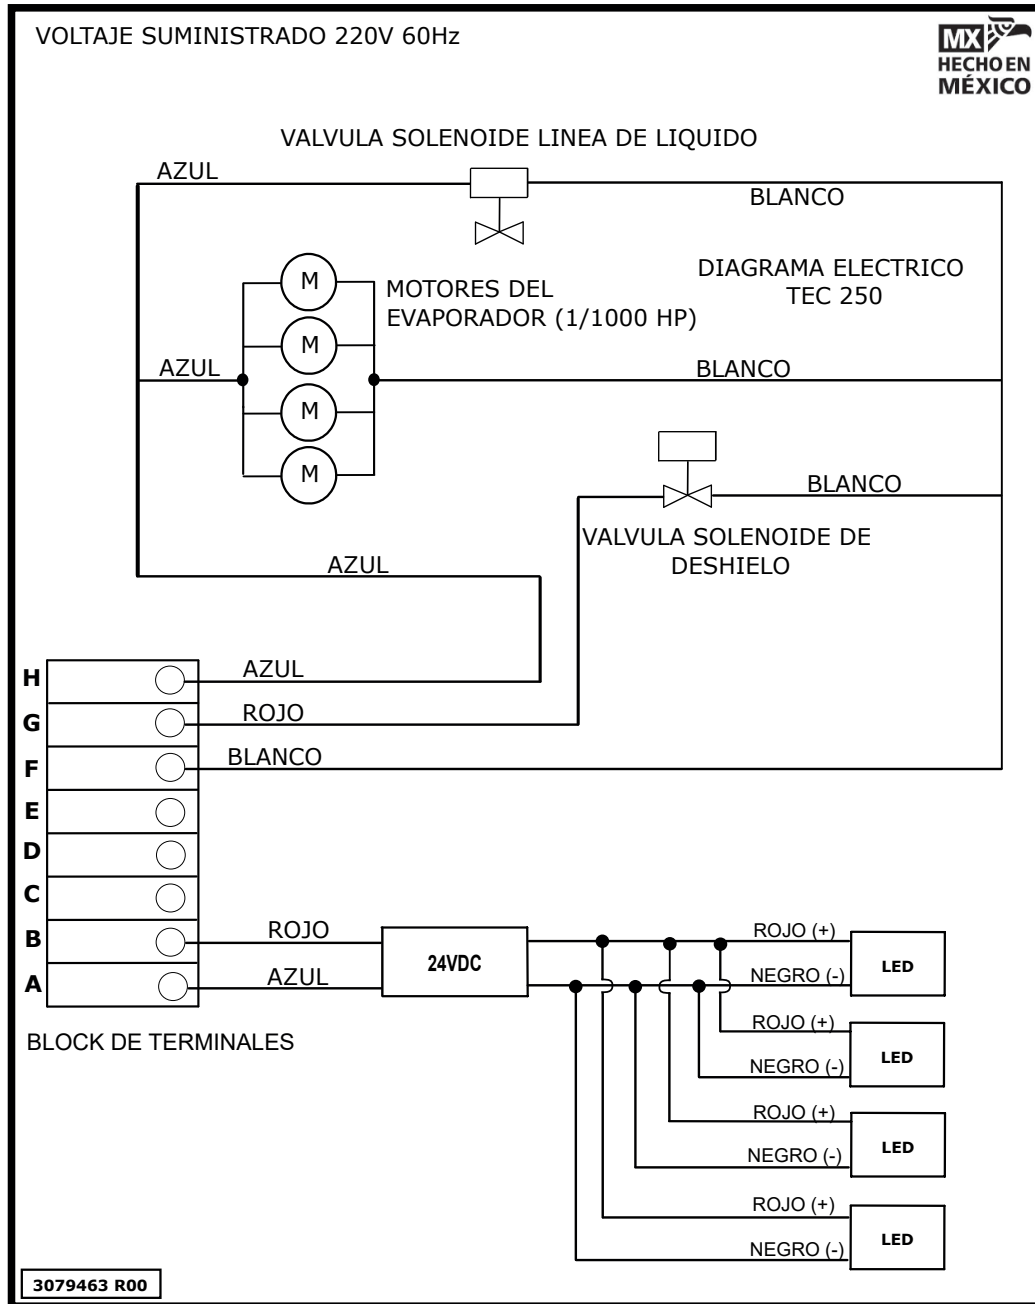 VOLTAJE SUMINISTRADO 220V 60Hz
MX
HECHO EN
MÉXICO
VALVULA SOLENOIDE LINEA DE LIQUIDO
AZUL
BLANCO
DIAGRAMA ELECTRICO
TEC 250
M
MOTORES DEL
EVAPORADOR (1/1000 HP)
M
AZUL
BLANCO
M
M
BLANCO
VALVULA SOLENOIDE DE
DESHIELO
AZUL
H
AZUL
G
ROJO
F
BLANCO
E
D
C
B
ROJO
A
AZUL
24VDC
ROJO (+)
NEGRO (-)
LED
ROJO (+)
NEGRO (-)
LED
ROJO (+)
NEGRO (-)
LED
ROJO (+)
NEGRO (-)
LED
BLOCK DE TERMINALES
3079463 R00